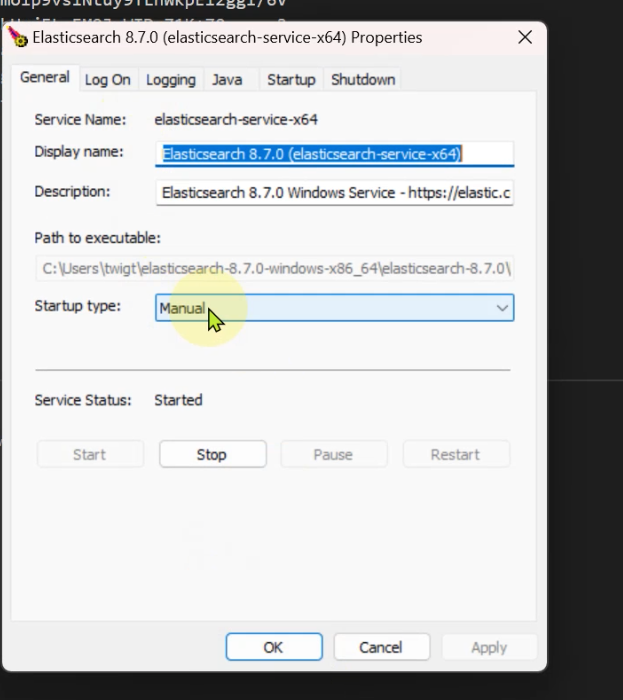 Elasticsearch 8.7.0 (elasticsearch-service-x64) Properties
General Log On Logging Java Startup Shutdown
Service Name: elasticsearch-service-x64
Display name: Elasticsearch 8.7.0 (elasticsearch-service-x64)
Description: Elasticsearch 8.7.0 Windows Service - https://elastic.c
Path to executable:
C:\Users\twigt\elasticsearch-8.7.0-windows-x86_64\elasticsearch-8.7.0\
Startup type: Manual
Service Status: Started
Start Stop Pause Restart
OK Cancel Apply